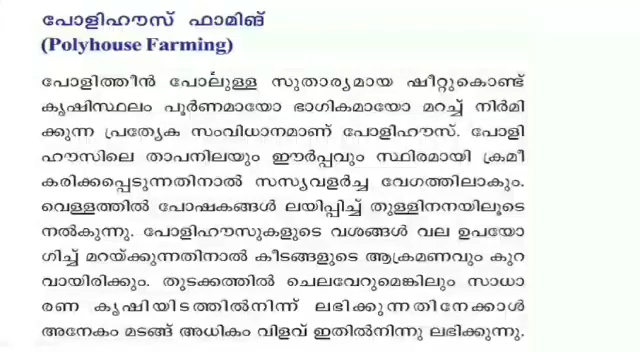 പോളിഹൗസ് ഫാമിങ്
(Polyhouse Farming)
പോളിത്തീൻ പോലുള്ള സുതാര്യമായ ഷീറ്റുകൊണ്ട്
കൃഷിസ്ഥലം പൂർണമായോ ഭാഗികമായോ മറച്ച് നിർമി
ക്കുന്ന പ്രത്യേക സംവിധാനമാണ് പോളിഹൗസ്. പോളി
ഹൗസിലെ താപനിലയും ഈർപ്പവും സ്ഥിരമായി ക്രമീ
കരിക്കപ്പെടുന്നതിനാൽ സസ്യവളർച്ച വേഗത്തിലാകും.
വെള്ളത്തിൽ പോഷകങ്ങൾ ലയിപ്പിച്ച് തുള്ളിനനയിലൂടെ
നൽകുന്നു. പോളിഹൗസുകളുടെ വശങ്ങൾ വല ഉപയോ
ഗിച്ച് മറയ്ക്കുന്നതിനാൽ കീടങ്ങളുടെ ആക്രമണവും കുറ
വായിരിക്കും. തുടക്കത്തിൽ ചെലവേറുമെങ്കിലും സാധാ
രണ കൃഷിയിടത്തിൽനിന്ന് ലഭിക്കുന്നതിനേക്കാൾ
അനേകം മടങ്ങ് അധികം വിളവ് ഇതിൽനിന്നു ലഭിക്കുന്നു.